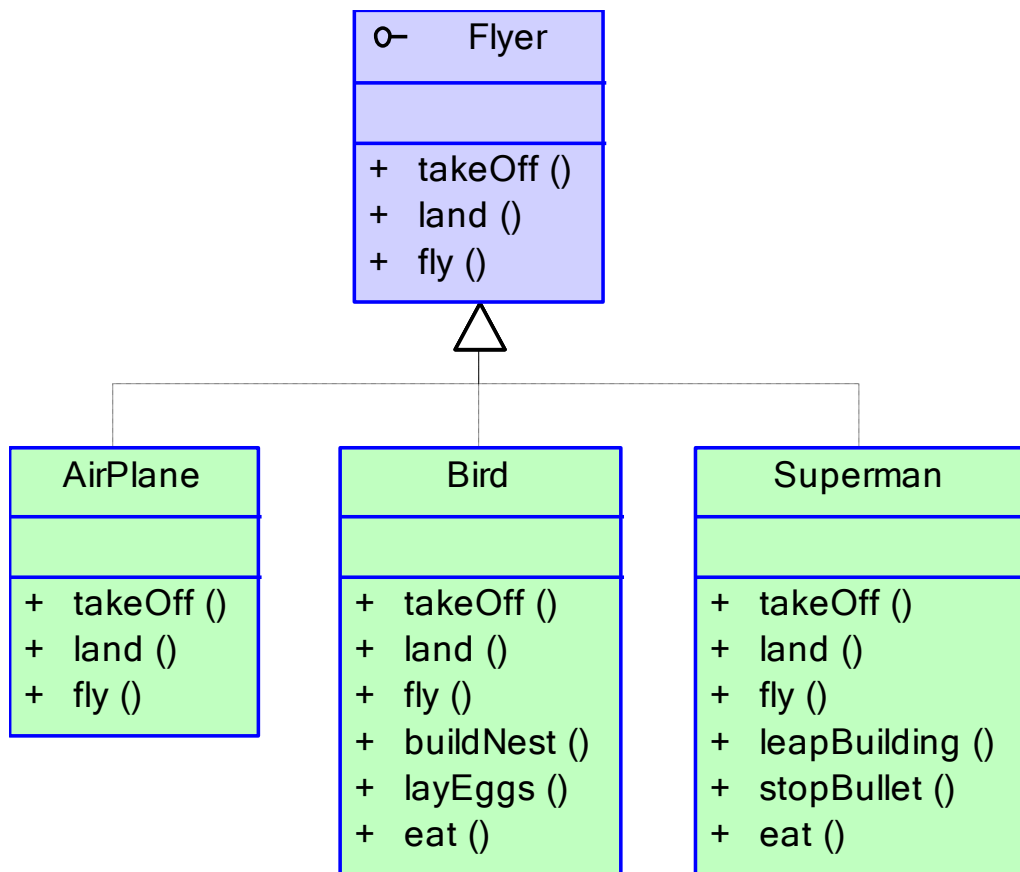 Flyer
+ takeOff ()
+ land ()
+ fly ()
AirPlane
+ takeOff ()
+ land ()
+ fly ()
Bird
+ takeOff ()
+ land ()
+ fly ()
+ buildNest ()
+ layEggs ()
+ eat ()
Superman
+ takeOff ()
+ land ()
+ fly ()
+ leapBuilding ()
+ stopBullet ()
+ eat ()